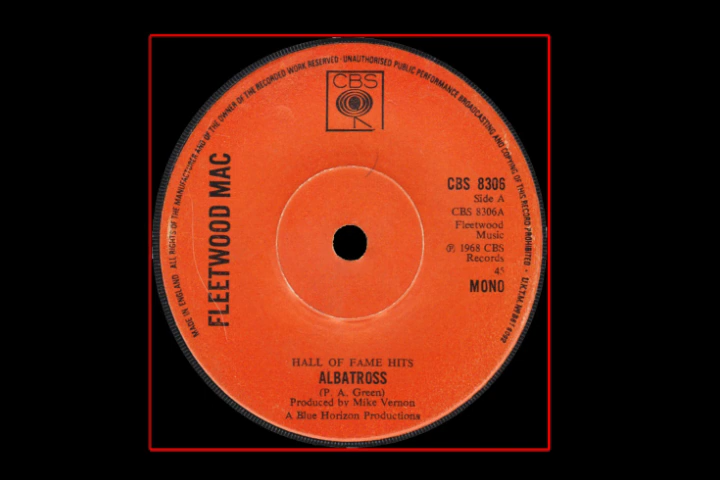 MADE IN ENGLAND · ALL RIGHTS OF THE MANUFACTURER AND OF THE OWNER OF THE RECORDED WORK RESERVED · UNAUTHORISED PUBLIC PERFORMANCE BROADCASTING AND COPYING OF THIS RECORD PROHIBITED ·
CBS
FLEETWOOD MAC
CBS 8306
Side A
CBS 8306A
Fleetwood
Music
℗ 1968 CBS
Records
45
MONO
HALL OF FAME HITS
ALBATROSS
(P. A. Green)
Produced by Mike Vernon
A Blue Horizon Productions